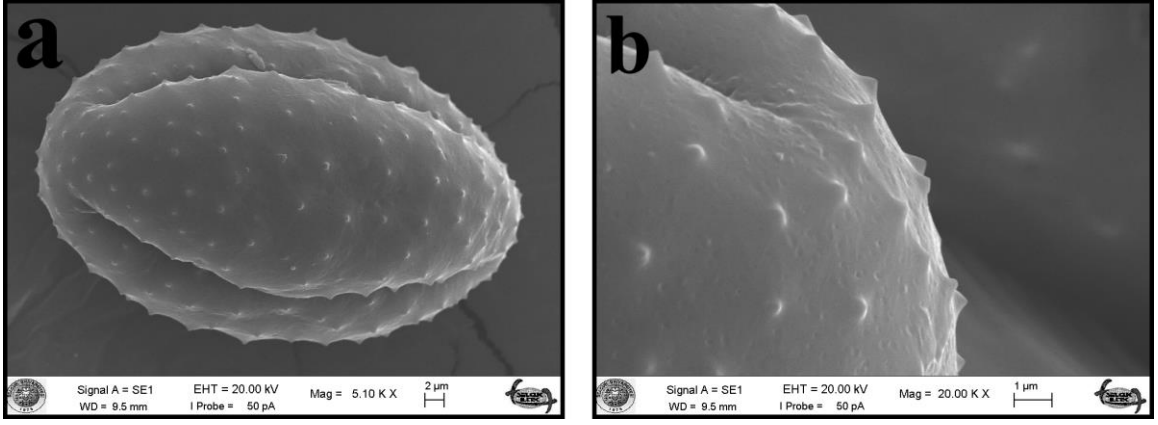 a
Signal A = SE1 EHT = 20.00 kV Mag = 5.10 K X 2 µm
WD = 9.5 mm I Probe = 50 pA
b
Signal A = SE1 EHT = 20.00 kV Mag = 20.00 K X 1 µm
WD = 9.5 mm I Probe = 50 pA